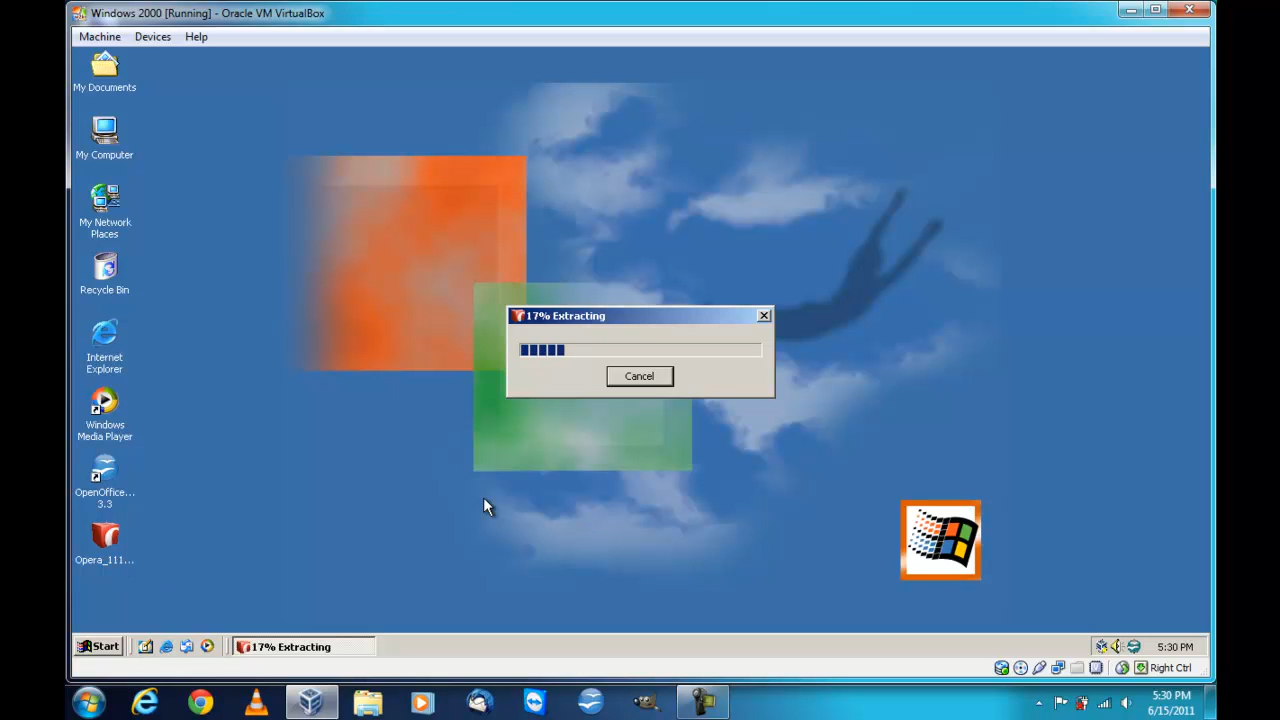 Windows 2000 [Running] - Oracle VM VirtualBox
Machine Devices Help
My Documents
My Computer
My Network
Places
Recycle Bin
Internet
Explorer
Windows
Media Player
OpenOffice...
3.3
Opera_111...
17% Extracting
Cancel
Start
17% Extracting
5:30 PM
Right Ctrl
5:30 PM
6/15/2011